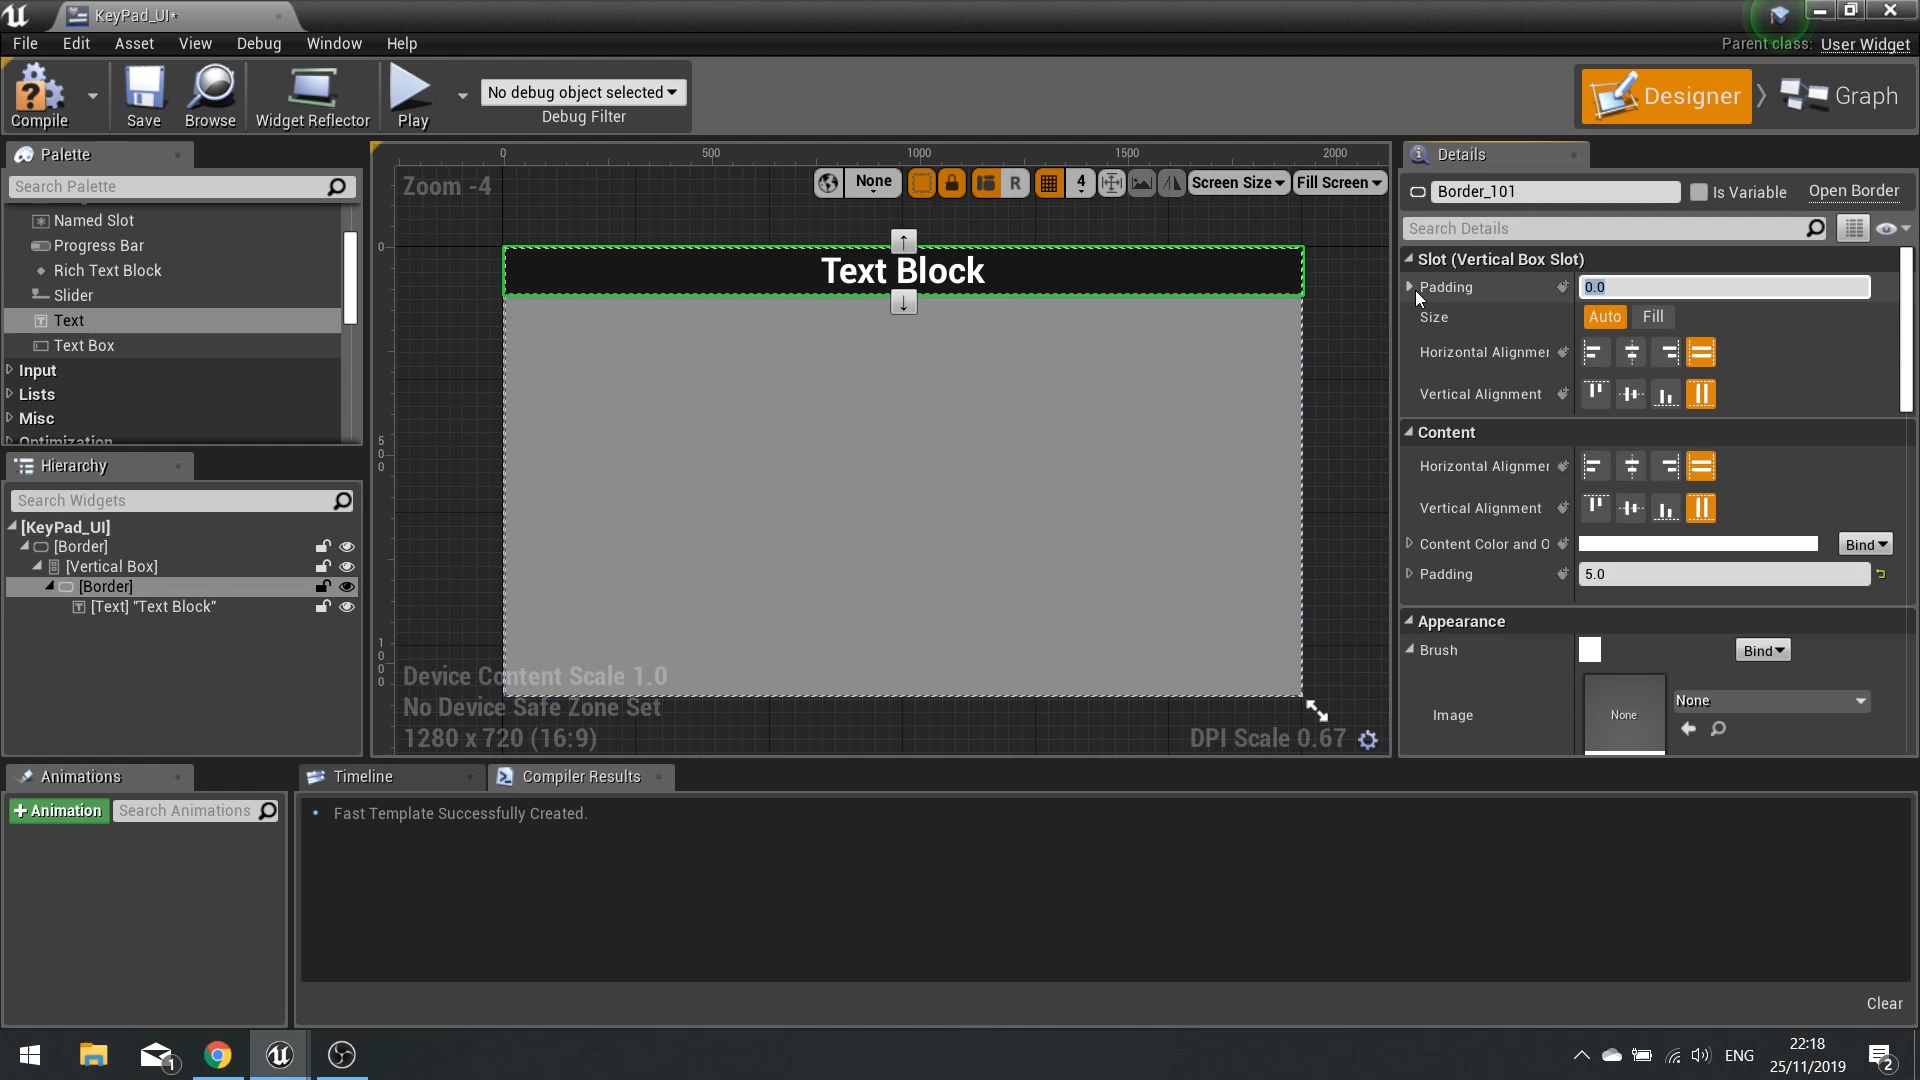 KeyPad_UI*
File Edit Asset View Debug Window Help
Parent class: User Widget
Compile Save Browse Widget Reflector Play
No debug object selected
Debug Filter
Designer Graph
Palette
Search Palette
Named Slot
Progress Bar
Rich Text Block
Slider
Text
Text Box
Input
Lists
Misc
Optimization
Hierarchy
Search Widgets
[KeyPad_UI]
[Border]
[Vertical Box]
[Border]
[Text] "Text Block"
0 500 1000 1500 2000
Zoom -4
None R 4 Screen Size Fill Screen
0
Text Block
500
1000
Device Content Scale 1.0
No Device Safe Zone Set
1280 x 720 (16:9)
DPI Scale 0.67
Details
Border_101 Is Variable Open Border
Search Details
Slot (Vertical Box Slot)
Padding 0.0
Size Auto Fill
Horizontal Alignmer
Vertical Alignment
Content
Horizontal Alignmer
Vertical Alignment
Content Color and O Bind
Padding 5.0
Appearance
Brush Bind
Image None None
Animations
+ Animation Search Animations
Timeline Compiler Results
• Fast Template Successfully Created.
Clear
1
ENG
22:18
25/11/2019
2